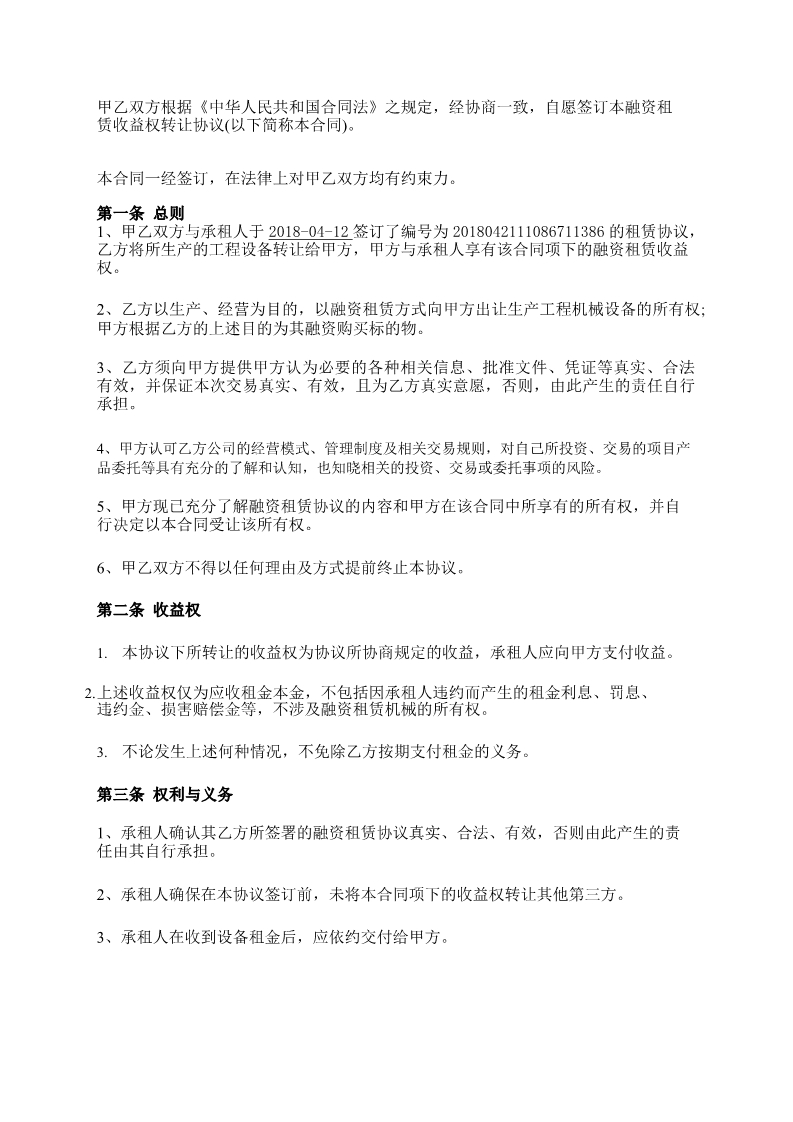 甲乙双方根据《中华人民共和国合同法》之规定，经协商一致，自愿签订本融资租
赁收益权转让协议(以下简称本合同)。
本合同一经签订，在法律上对甲乙双方均有约束力。
第一条 总则
1、甲乙双方与承租人于 2018-04-12 签订了编号为 2018042111086711386 的租赁协议，
乙方将所生产的工程设备转让给甲方，甲方与承租人享有该合同项下的融资租赁收益
权。
2、乙方以生产、经营为目的，以融资租赁方式向甲方出让生产工程机械设备的所有权;
甲方根据乙方的上述目的为其融资购买标的物。
3、乙方须向甲方提供甲方认为必要的各种相关信息、批准文件、凭证等真实、合法
有效，并保证本次交易真实、有效，且为乙方真实意愿，否则，由此产生的责任自行
承担。
4、甲方认可乙方公司的经营模式、管理制度及相关交易规则，对自己所投资、交易的项目产
品委托等具有充分的了解和认知，也知晓相关的投资、交易或委托事项的风险。
5、甲方现已充分了解融资租赁协议的内容和甲方在该合同中所享有的所有权，并自
行决定以本合同受让该所有权。
6、甲乙双方不得以任何理由及方式提前终止本协议。
第二条 收益权
1. 本协议下所转让的收益权为协议所协商规定的收益，承租人应向甲方支付收益。
2.上述收益权仅为应收租金本金，不包括因承租人违约而产生的租金利息、罚息、
违约金、损害赔偿金等，不涉及融资租赁机械的所有权。
3. 不论发生上述何种情况，不免除乙方按期支付租金的义务。
第三条 权利与义务
1、承租人确认其乙方所签署的融资租赁协议真实、合法、有效，否则由此产生的责
任由其自行承担。
2、承租人确保在本协议签订前，未将本合同项下的收益权转让其他第三方。
3、承租人在收到设备租金后，应依约交付给甲方。